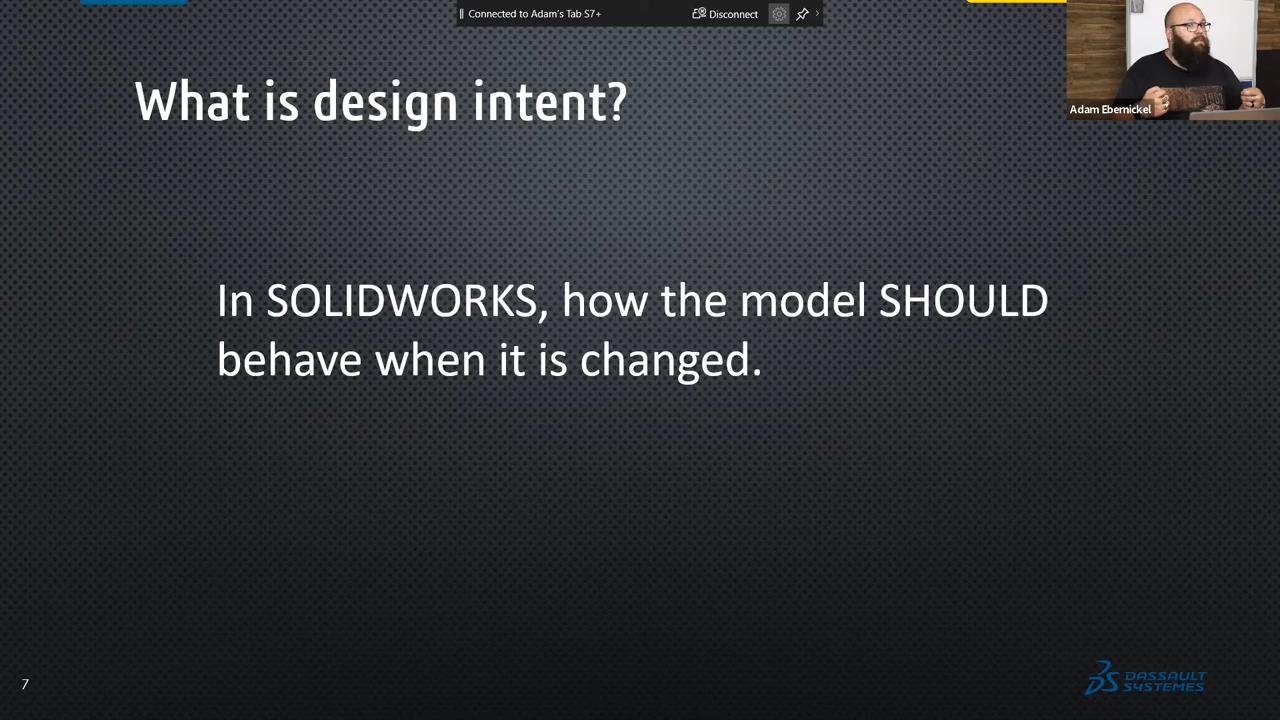 Connected to Adam's Tab S7+
Disconnect
Adam Ebernickel
What is design intent?
In SOLIDWORKS, how the model SHOULD
behave when it is changed.
7
DASSAULT
SYSTEMES